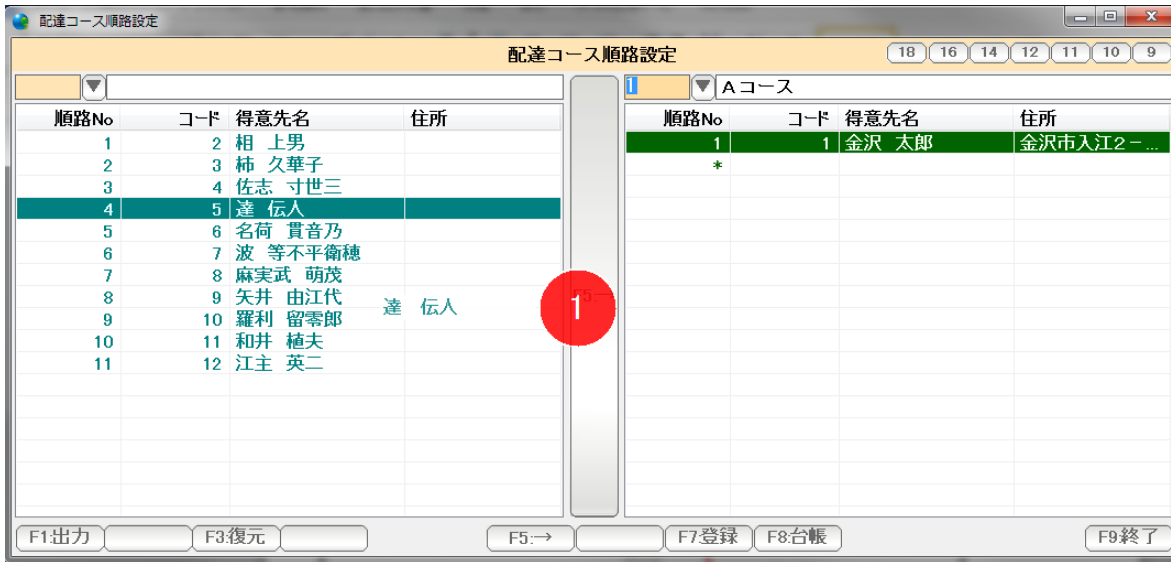 配達コース順路設定
配達コース順路設定 18 16 14 12 11 10 9
1 Aコース
順路No コード 得意先名 住所
1 2 相 上男
2 3 柿 久華子
3 4 佐志 寸世三
4 5 達 伝人
5 6 名荷 貫音乃
6 7 波 等不平衛穂
7 8 麻実武 萌茂
8 9 矢井 由江代
9 10 羅利 留零郎
10 11 和井 植夫
11 12 江主 英二
達 伝人
F5:→
1
順路No コード 得意先名 住所
1 1 金沢 太郎 金沢市入江2-...
*
F1:出力 F3:復元 F5:→ F7:登録 F8:台帳 F9:終了